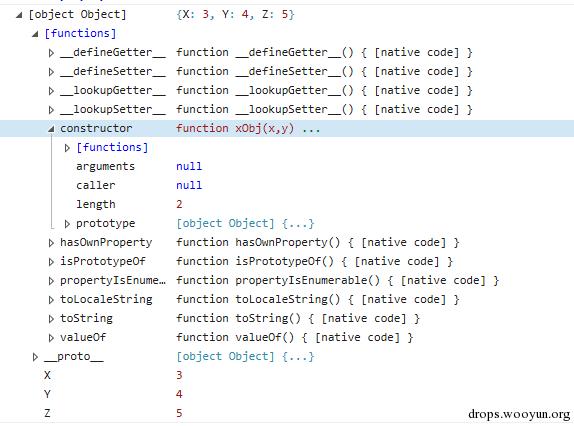 [object Object] {X: 3, Y: 4, Z: 5}
[functions]
__defineGetter__ function __defineGetter__() { [native code] }
__defineSetter__ function __defineSetter__() { [native code] }
__lookupGetter__ function __lookupGetter__() { [native code] }
__lookupSetter__ function __lookupSetter__() { [native code] }
constructor function xObj(x,y) ...
[functions]
arguments null
caller null
length 2
prototype [object Object] {...}
hasOwnProperty function hasOwnProperty() { [native code] }
isPrototypeOf function isPrototypeOf() { [native code] }
propertyIsEnume... function propertyIsEnumerable() { [native code] }
toLocaleString function toLocaleString() { [native code] }
toString function toString() { [native code] }
valueOf function valueOf() { [native code] }
__proto__ [object Object] {...}
X 3
Y 4
Z 5
drops.wooyun.org